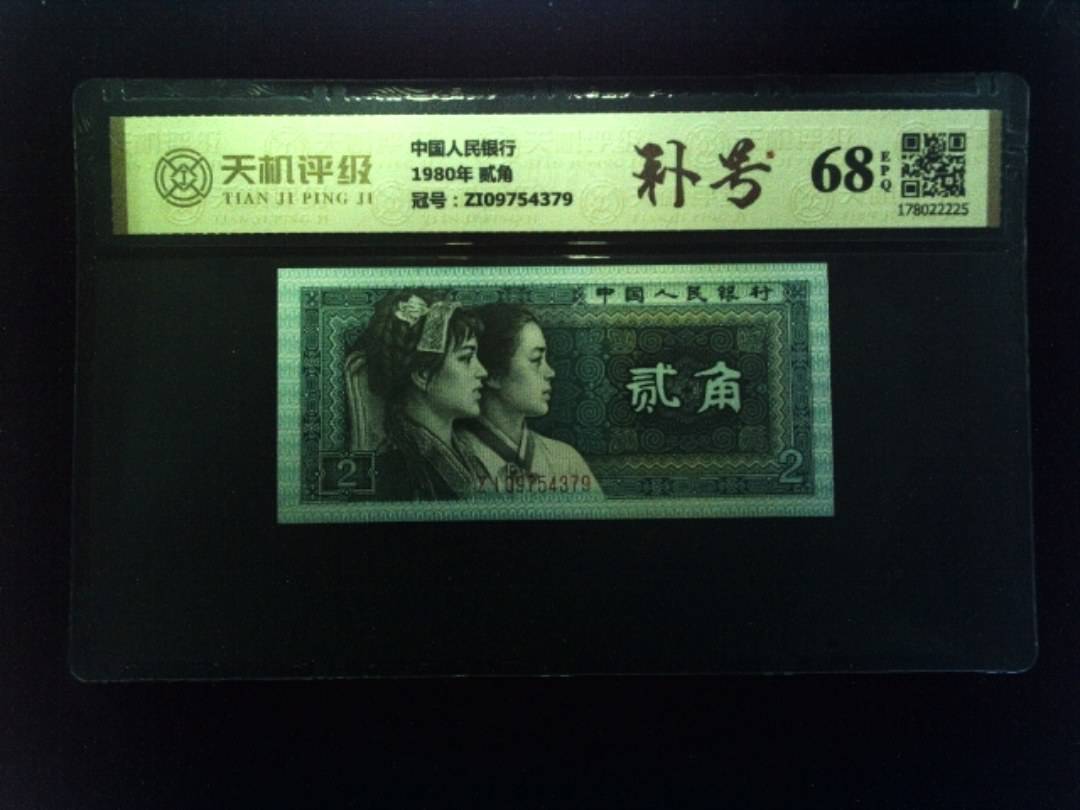 天机评级
TIAN JI PING JI
中国人民银行
1980年 贰角
冠号：ZI09754379
补号
68
EPQ
178022225
中国人民银行
贰角
2
2
ZI09754379